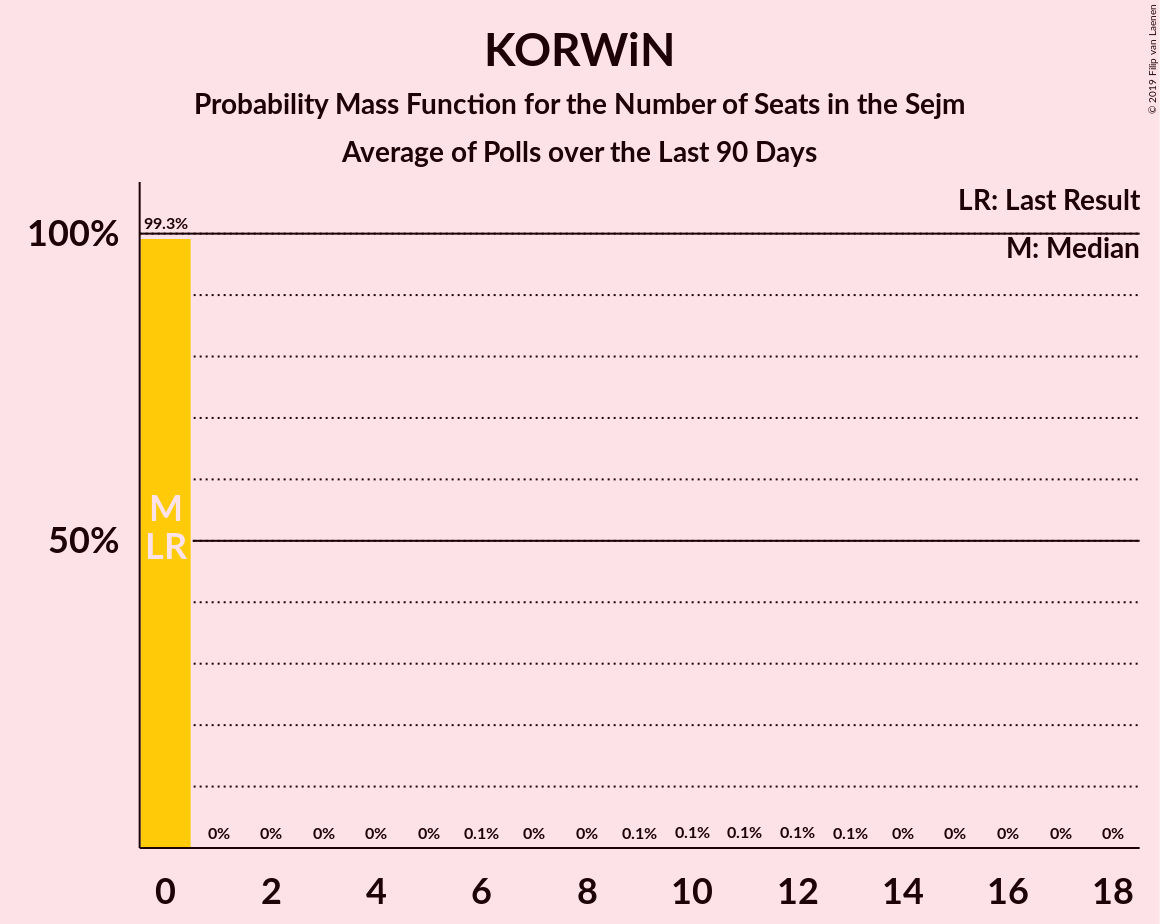 KORWiN
Probability Mass Function for the Number of Seats in the Sejm
Average of Polls over the Last 90 Days
© 2019 Filip van Laenen
LR: Last Result
M: Median
100%
50%
99.3%
M
LR
0% 0% 0% 0% 0% 0.1% 0% 0% 0.1% 0.1% 0.1% 0.1% 0.1% 0% 0% 0% 0% 0%
0 2 4 6 8 10 12 14 16 18